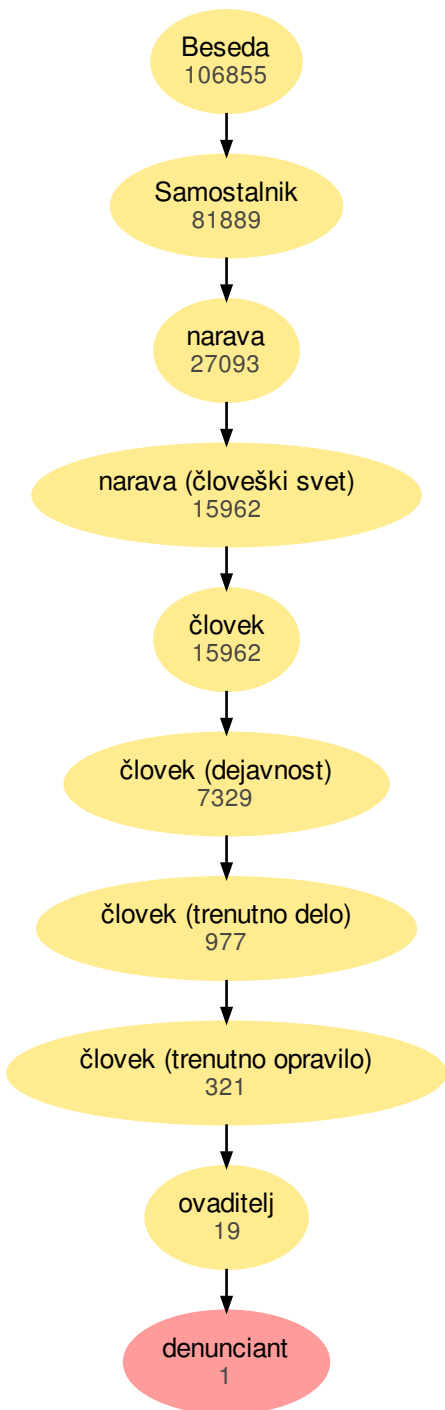 Beseda
106855
Samostalnik
81889
narava
27093
narava (človeški svet)
15962
človek
15962
človek (dejavnost)
7329
človek (trenutno delo)
977
človek (trenutno opravilo)
321
ovaditelj
19
denunciant
1